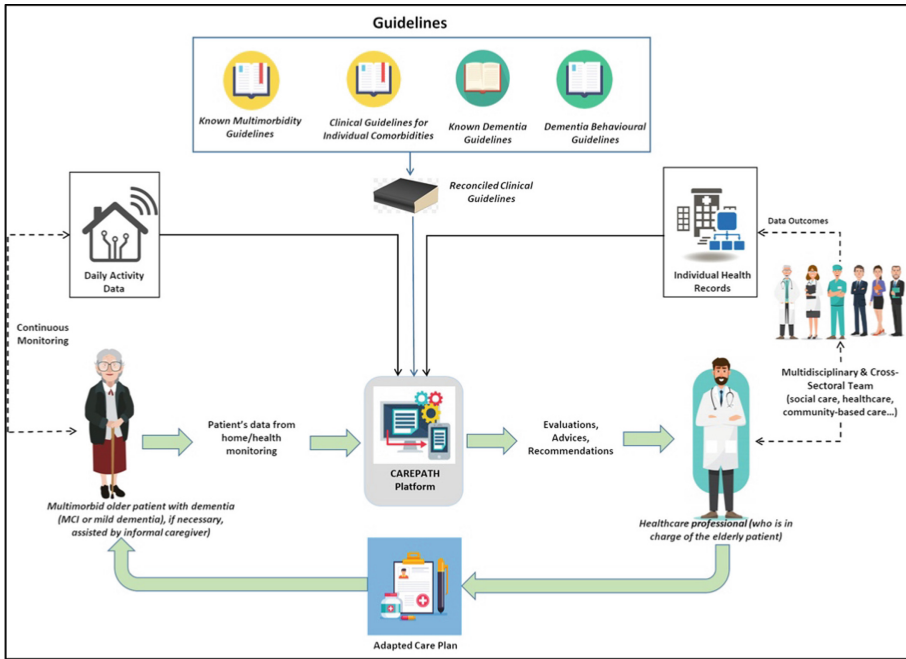 Guidelines
Known Multimorbidity
Guidelines
Clinical Guidelines for
Individual Comorbidities
Known Dementia
Guidelines
Dementia Behavioural
Guidelines
Reconciled Clinical
Guidelines
Daily Activity
Data
Individual Health
Records
Data Outcomes
Continuous
Monitoring
Multidisciplinary & Cross-
Sectoral Team
(social care, healthcare,
community-based care...)
Patient's data from
home/health
monitoring
CAREPATH
Platform
Evaluations,
Advices,
Recommendations
Multimorbid older patient with dementia
(MCI or mild dementia), if necessary,
assisted by informal caregiver)
Healthcare professional (who is in
charge of the elderly patient)
Adapted Care Plan